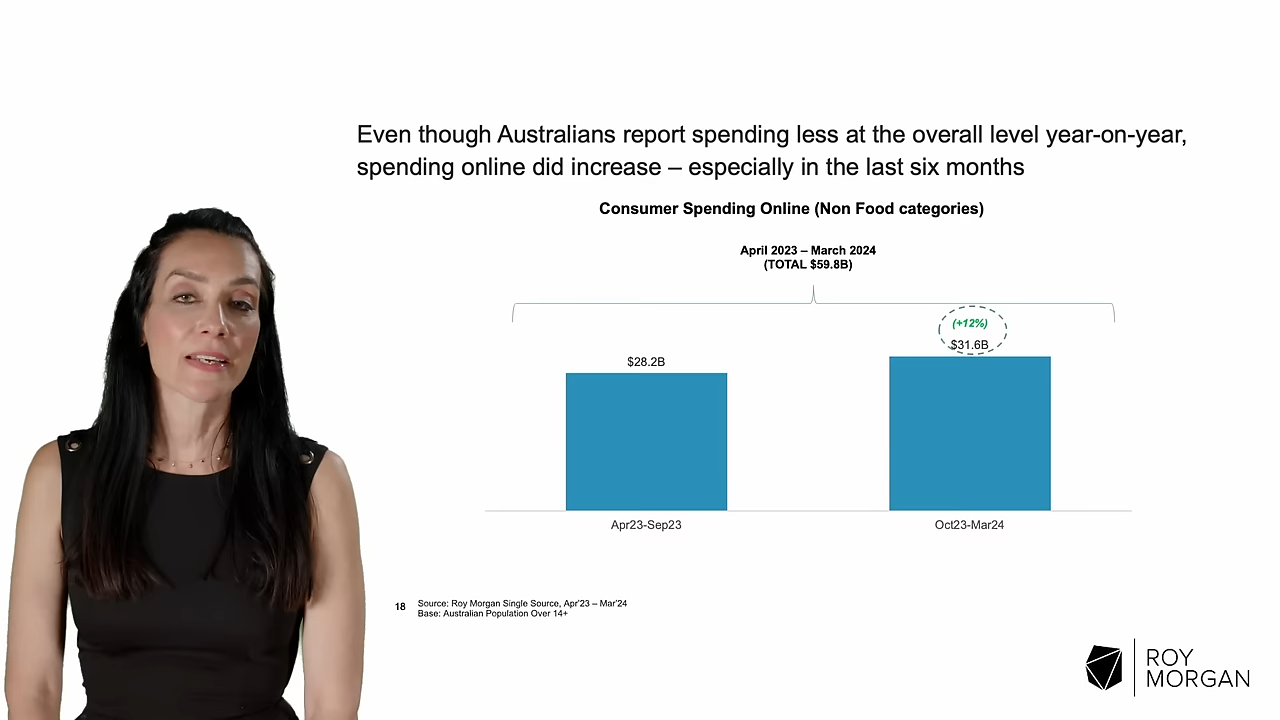 Even though Australians report spending less at the overall level year-on-year,
spending online did increase – especially in the last six months
Consumer Spending Online (Non Food categories)
April 2023 – March 2024
(TOTAL $59.8B)
(+12%)
$31.6B
$28.2B
Apr23-Sep23
Oct23-Mar24
18
Source: Roy Morgan Single Source, Apr'23 – Mar'24
Base: Australian Population Over 14+
ROY
MORGAN